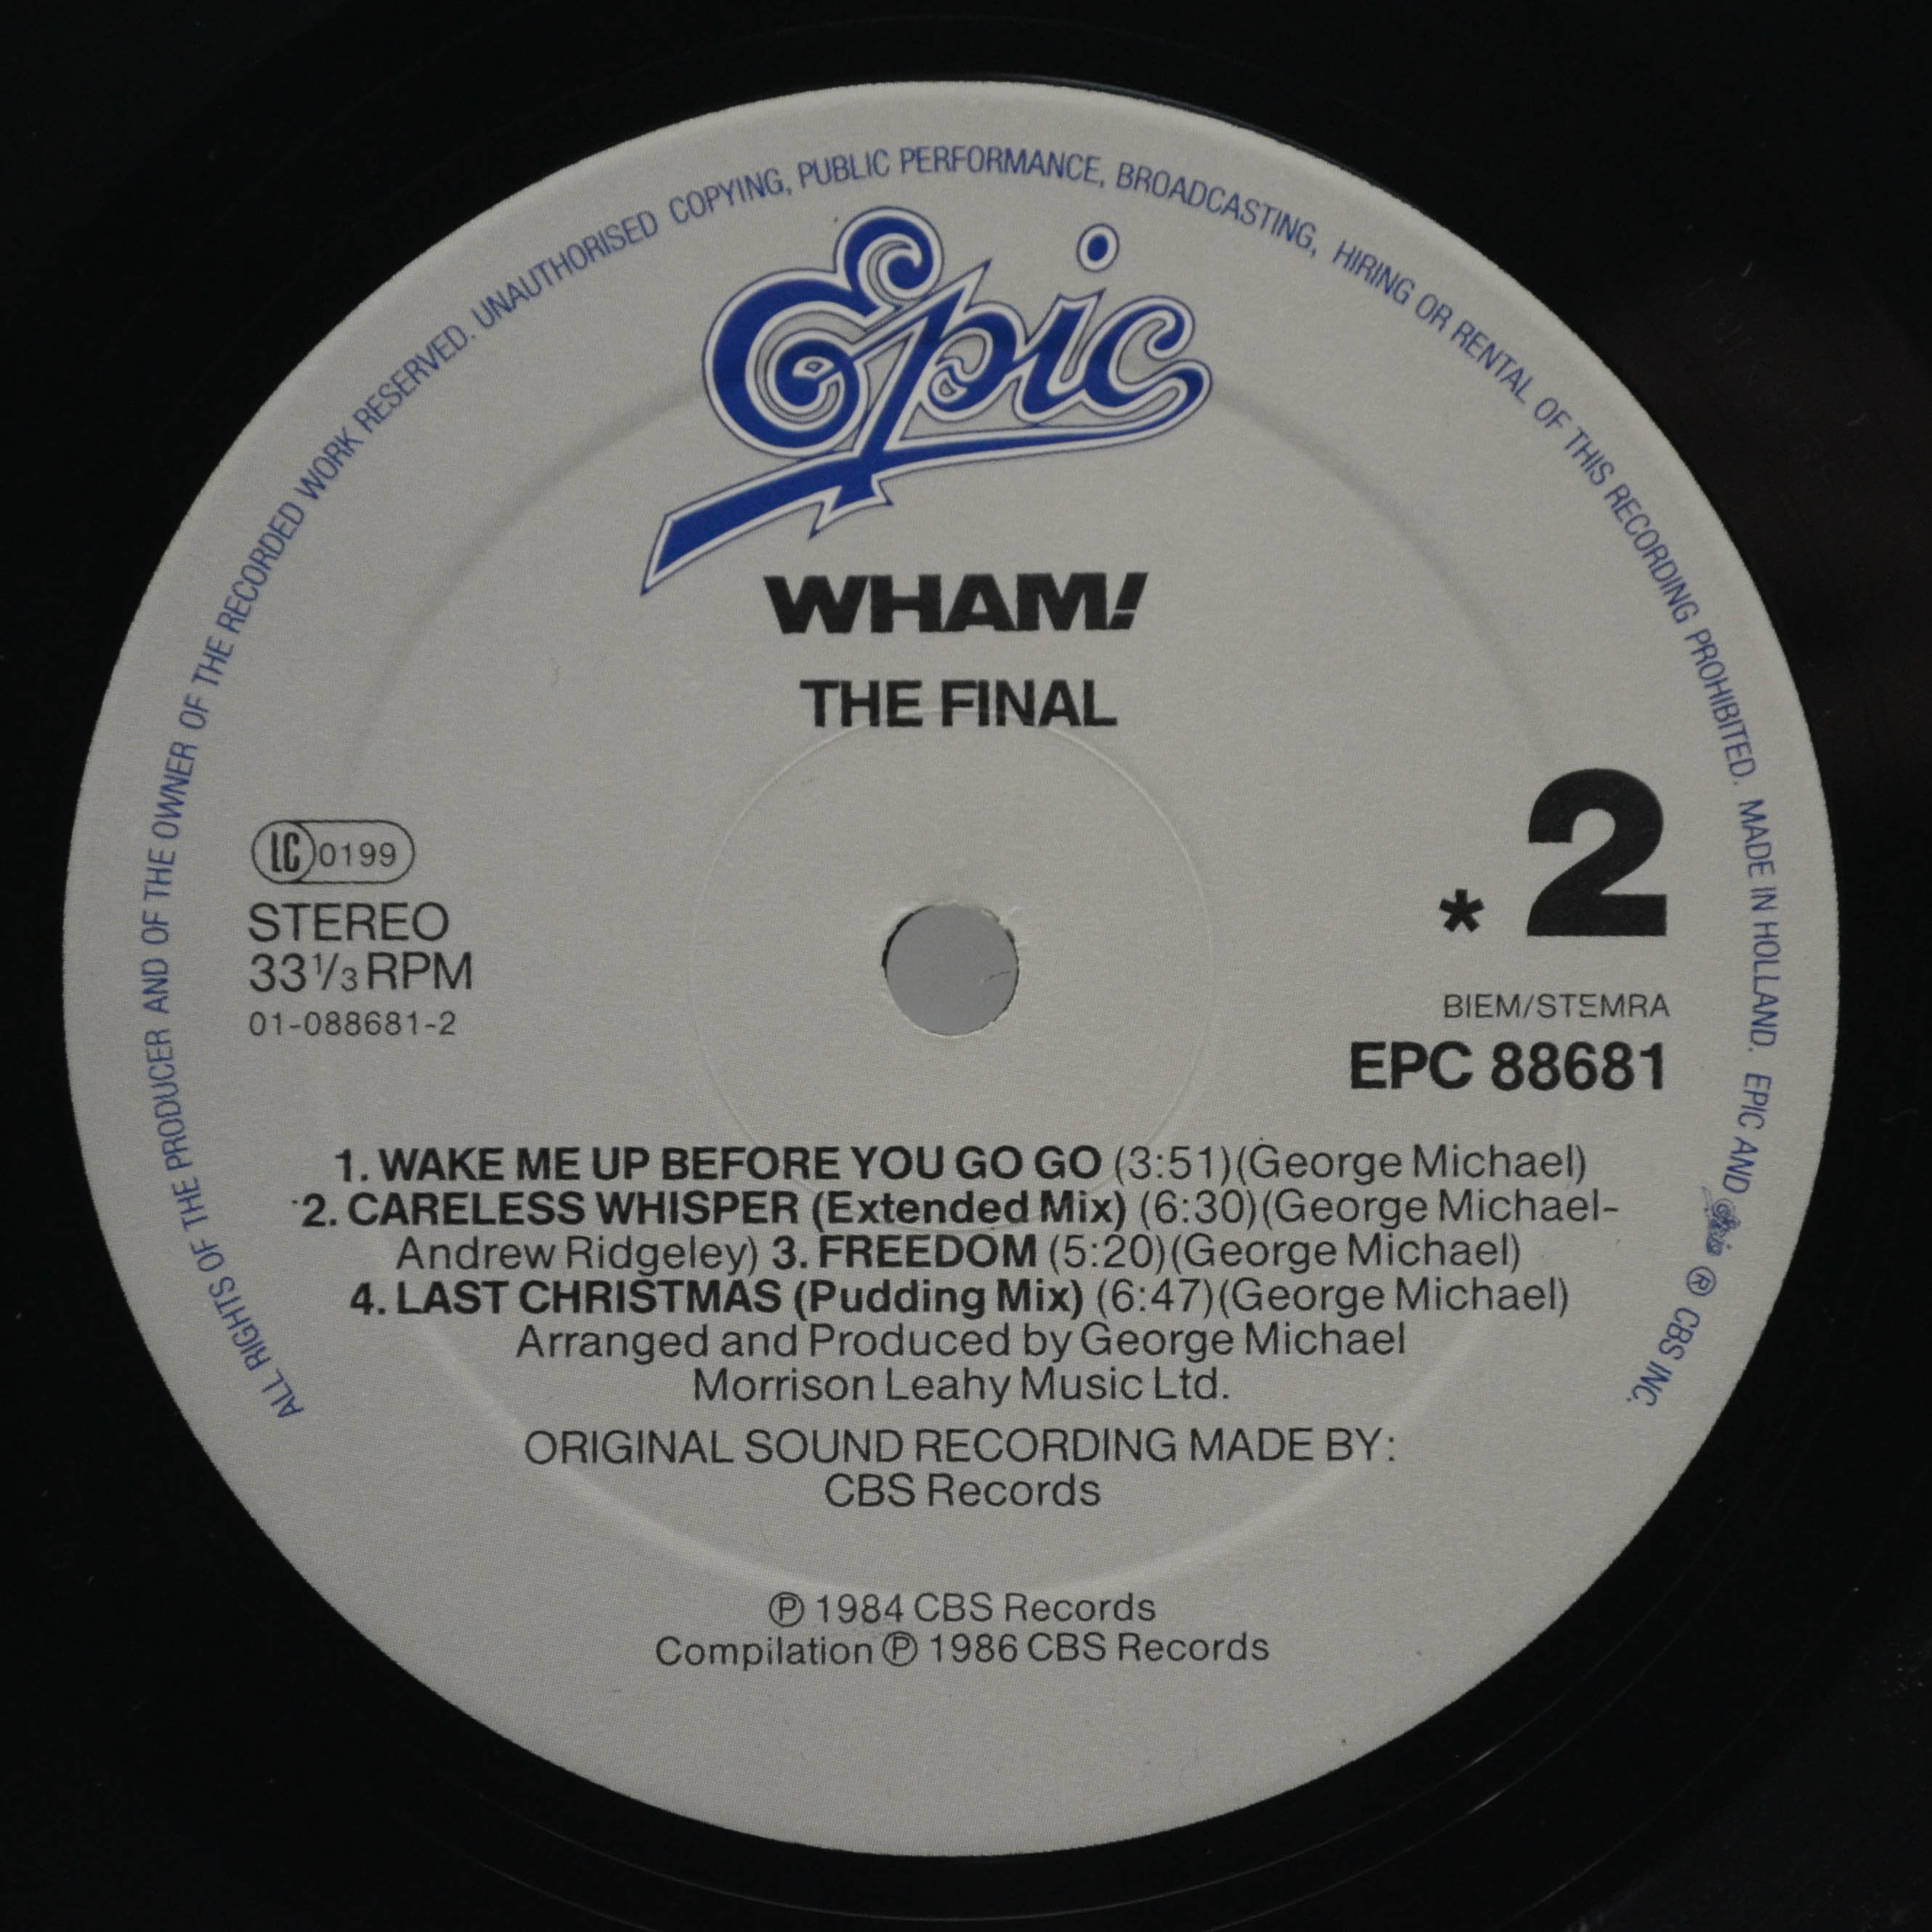 ALL RIGHTS OF THE PRODUCER AND OF THE OWNER OF THE RECORDED WORK RESERVED. UNAUTHORISED COPYING, PUBLIC PERFORMANCE, BROADCASTING, HIRING OR RENTAL OF THIS RECORDING PROHIBITED. MADE IN HOLLAND. EPIC AND Epic ® CBS INC.
Epic
WHAM!
THE FINAL
LC 0199
STEREO
33 1/3 RPM
01-088681-2
* 2
BIEM/STEMRA
EPC 88681
1. WAKE ME UP BEFORE YOU GO GO (3:51) (George Michael)
2. CARELESS WHISPER (Extended Mix) (6:30) (George Michael-
Andrew Ridgeley) 3. FREEDOM (5:20) (George Michael)
4. LAST CHRISTMAS (Pudding Mix) (6:47) (George Michael)
Arranged and Produced by George Michael
Morrison Leahy Music Ltd.
ORIGINAL SOUND RECORDING MADE BY:
CBS Records
℗ 1984 CBS Records
Compilation ℗ 1986 CBS Records